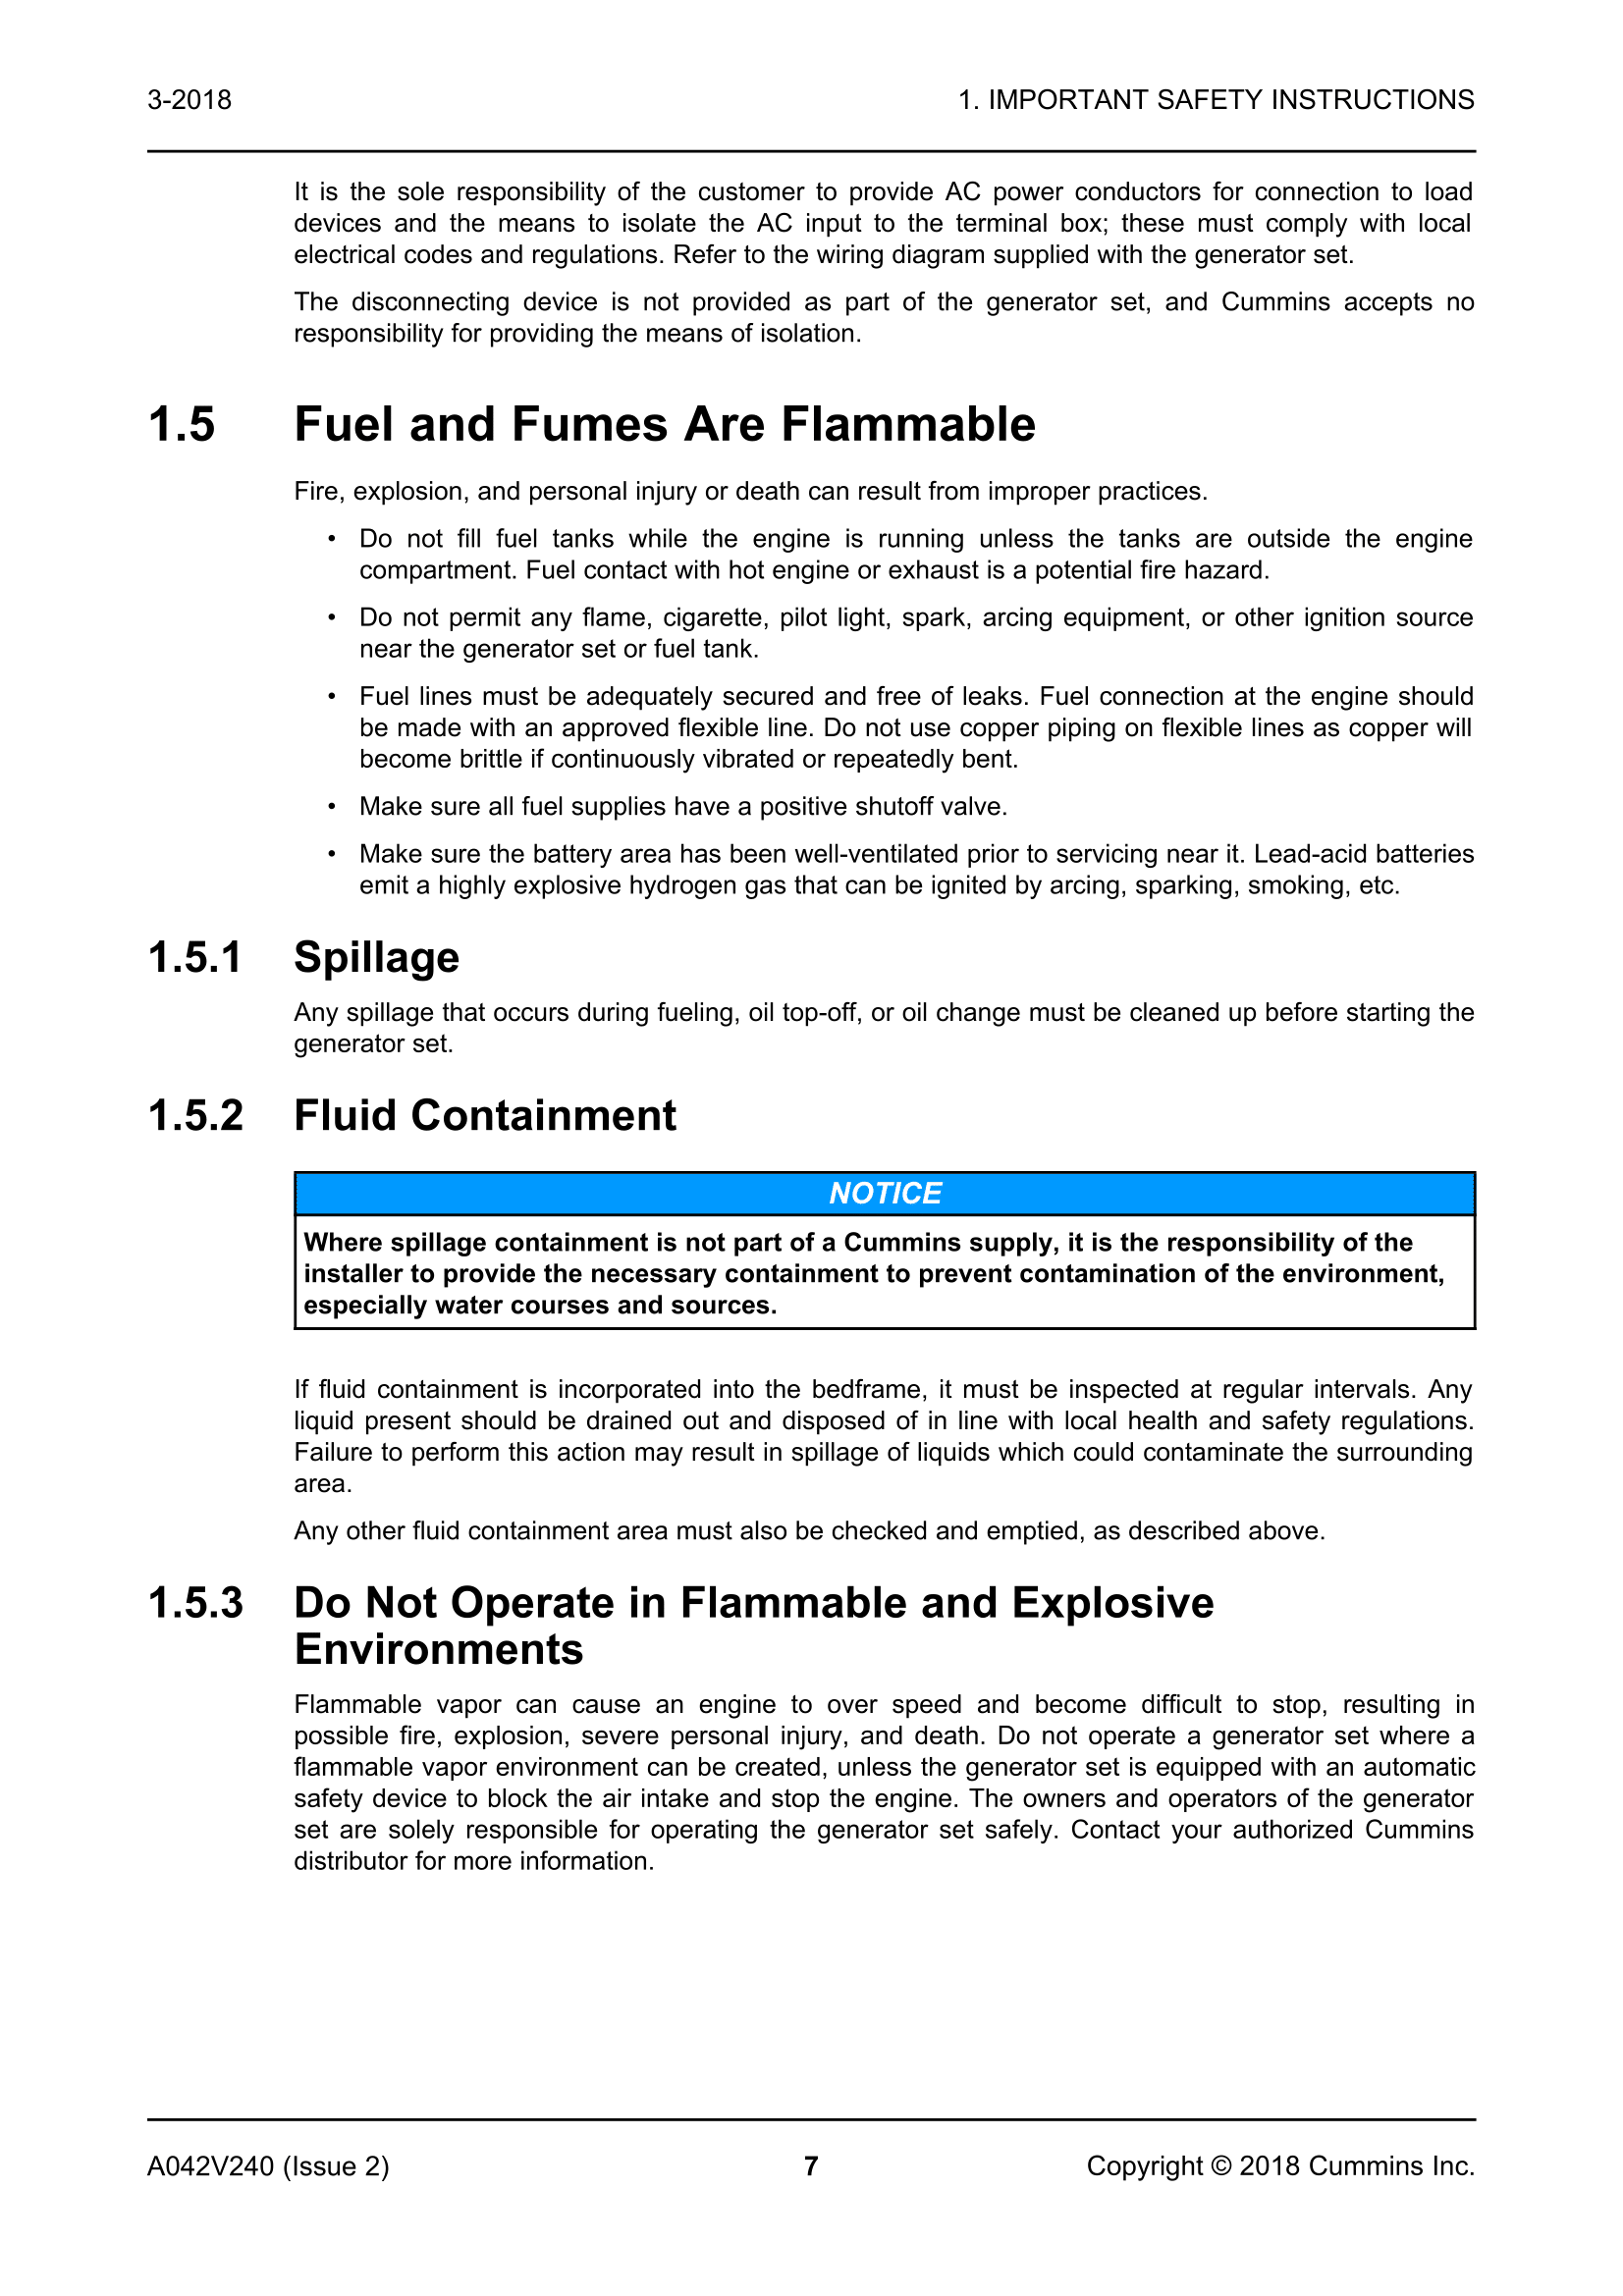 3-2018
1. IMPORTANT SAFETY INSTRUCTIONS
It is the sole responsibility of the customer to provide AC power conductors for connection to load
devices and the means to isolate the AC input to the terminal box; these must comply with local
electrical codes and regulations. Refer to the wiring diagram supplied with the generator set.
The disconnecting device is not provided as part of the generator set, and Cummins accepts no
responsibility for providing the means of isolation.
1.5 Fuel and Fumes Are Flammable
Fire, explosion, and personal injury or death can result from improper practices.
• Do not fill fuel tanks while the engine is running unless the tanks are outside the engine
compartment. Fuel contact with hot engine or exhaust is a potential fire hazard.
• Do not permit any flame, cigarette, pilot light, spark, arcing equipment, or other ignition source
near the generator set or fuel tank.
• Fuel lines must be adequately secured and free of leaks. Fuel connection at the engine should
be made with an approved flexible line. Do not use copper piping on flexible lines as copper will
become brittle if continuously vibrated or repeatedly bent.
• Make sure all fuel supplies have a positive shutoff valve.
• Make sure the battery area has been well-ventilated prior to servicing near it. Lead-acid batteries
emit a highly explosive hydrogen gas that can be ignited by arcing, sparking, smoking, etc.
1.5.1 Spillage
Any spillage that occurs during fueling, oil top-off, or oil change must be cleaned up before starting the
generator set.
1.5.2 Fluid Containment
NOTICE
Where spillage containment is not part of a Cummins supply, it is the responsibility of the
installer to provide the necessary containment to prevent contamination of the environment,
especially water courses and sources.
If fluid containment is incorporated into the bedframe, it must be inspected at regular intervals. Any
liquid present should be drained out and disposed of in line with local health and safety regulations.
Failure to perform this action may result in spillage of liquids which could contaminate the surrounding
area.
Any other fluid containment area must also be checked and emptied, as described above.
1.5.3 Do Not Operate in Flammable and Explosive
Environments
Flammable vapor can cause an engine to over speed and become difficult to stop, resulting in
possible fire, explosion, severe personal injury, and death. Do not operate a generator set where a
flammable vapor environment can be created, unless the generator set is equipped with an automatic
safety device to block the air intake and stop the engine. The owners and operators of the generator
set are solely responsible for operating the generator set safely. Contact your authorized Cummins
distributor for more information.
A042V240 (Issue 2)
7
Copyright © 2018 Cummins Inc.